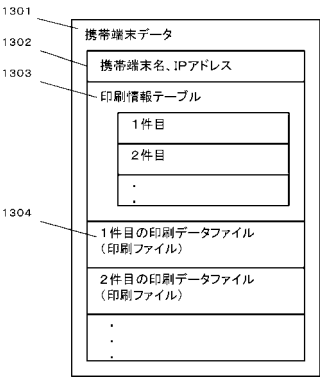 1301
携帯端末データ
1302
携帯端末名、IPアドレス
1303
印刷情報テーブル
1件目
2件目
.
.
1304
1件目の印刷データファイル
(印刷ファイル)
2件目の印刷データファイル
(印刷ファイル)
.
.
.